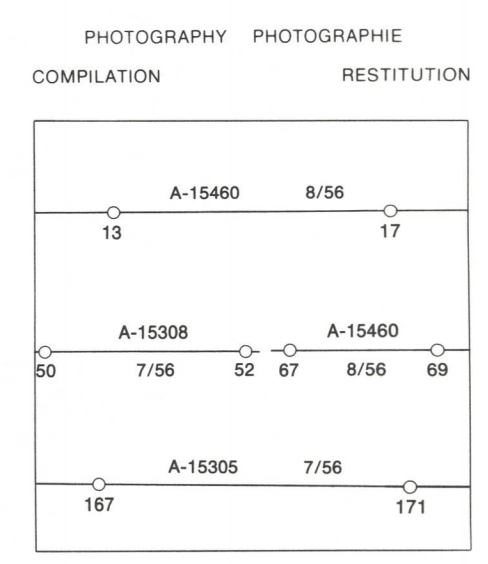 PHOTOGRAPHY PHOTOGRAPHIE
COMPILATION RESTITUTION
A-15460 8/56
13 17
A-15308 A-15460
50 7/56 52 67 8/56 69
A-15305 7/56
167 171